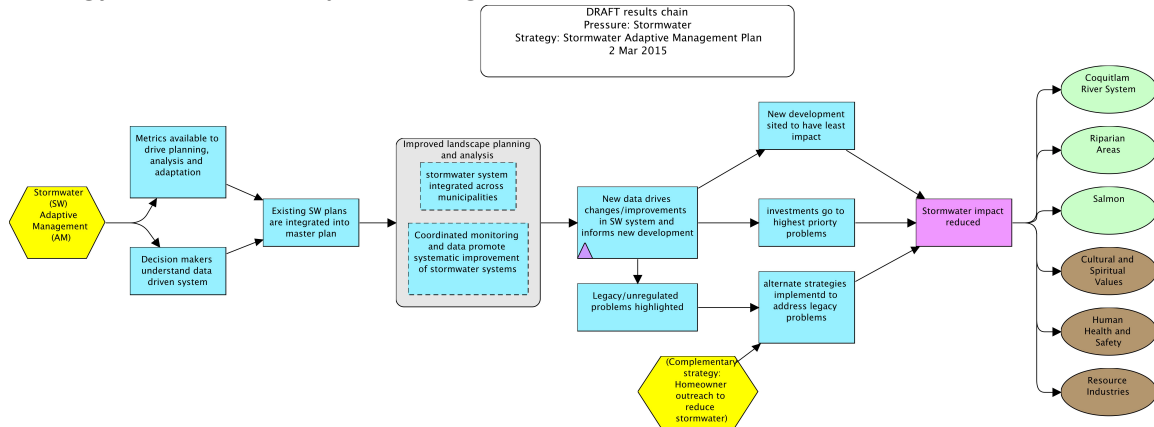 DRAFT results chain
Pressure: Stormwater
Strategy: Stormwater Adaptive Management Plan
2 Mar 2015
Stormwater
(SW)
Adaptive
Management
(AM)
Metrics available to
drive planning,
analysis and
adaptation
Decision makers
understand data
driven system
Existing SW plans
are integrated into
master plan
Improved landscape planning
and analysis
stormwater system
integrated across
municipalities
Coordinated monitoring
and data promote
systematic improvement
of stormwater systems
New data drives
changes/improvements
in SW system and
informs new development
Legacy/unregulated
problems highlighted
New development
sited to have least
impact
investments go to
highest priorty
problems
alternate strategies
implementd to
address legacy
problems
(Complementary
strategy:
Homeowner
outreach to
reduce
stormwater)
Stormwater impact
reduced
Coquitlam
River System
Riparian
Areas
Salmon
Cultural and
Spiritual
Values
Human
Health and
Safety
Resource
Industries